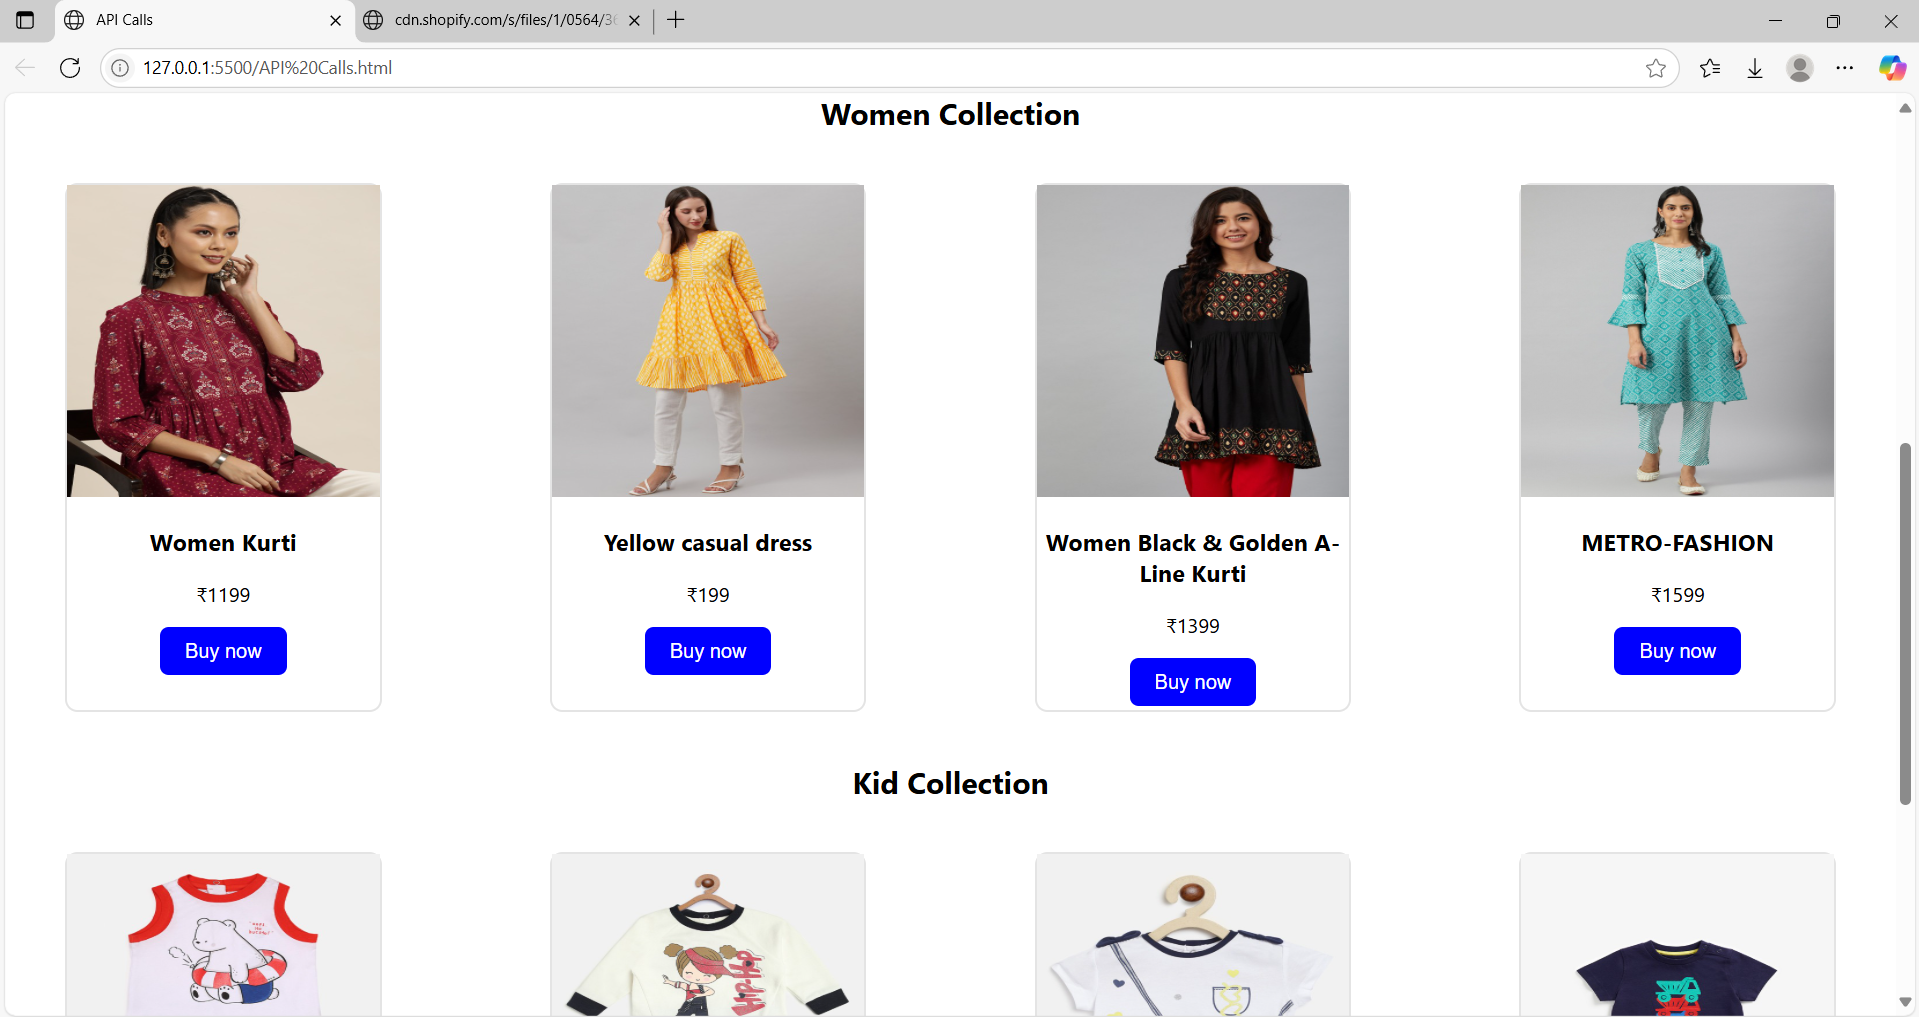 API Calls
cdn.shopify.com/s/files/1/0564/3
127.0.0.1:5500/API%20Calls.html
Women Collection
Women Kurti
₹1199
Buy now
Yellow casual dress
₹199
Buy now
Women Black & Golden A-
Line Kurti
₹1399
Buy now
METRO-FASHION
₹1599
Buy now
Kid Collection
HIP-HOP